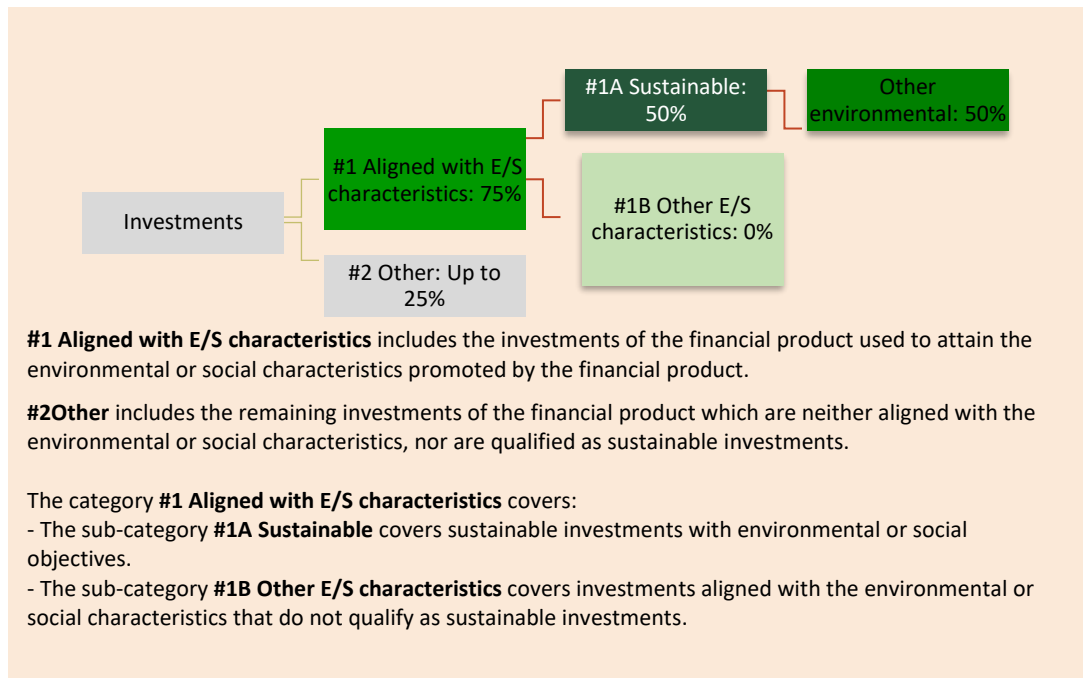 #1A Sustainable:
50%
Other
environmental: 50%
#1 Aligned with E/S
characteristics: 75%
#1B Other E/S
characteristics: 0%
Investments
#2 Other: Up to
25%
#1 Aligned with E/S characteristics includes the investments of the financial product used to attain the
environmental or social characteristics promoted by the financial product.
#2Other includes the remaining investments of the financial product which are neither aligned with the
environmental or social characteristics, nor are qualified as sustainable investments.
The category #1 Aligned with E/S characteristics covers:
- The sub-category #1A Sustainable covers sustainable investments with environmental or social
objectives.
- The sub-category #1B Other E/S characteristics covers investments aligned with the environmental or
social characteristics that do not qualify as sustainable investments.